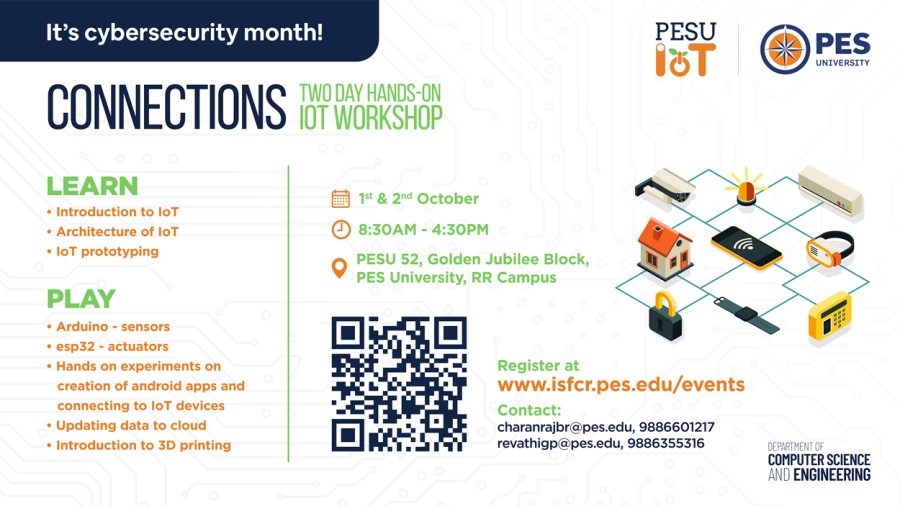 It's cybersecurity month!
PESU
IoT
PES
UNIVERSITY
CONNECTIONS
TWO DAY HANDS-ON
IOT WORKSHOP
LEARN
• Introduction to IoT
• Architecture of IoT
• IoT prototyping
PLAY
• Arduino - sensors
• esp32 - actuators
• Hands on experiments on
creation of android apps and
connecting to IoT devices
• Updating data to cloud
• Introduction to 3D printing
1st & 2nd October
8:30AM - 4:30PM
PESU 52, Golden Jubilee Block,
PES University, RR Campus
Register at
www.isfcr.pes.edu/events
Contact:
charanrajbr@pes.edu, 9886601217
revathigp@pes.edu, 9886355316
DEPARTMENT OF
COMPUTER SCIENCE
AND ENGINEERING